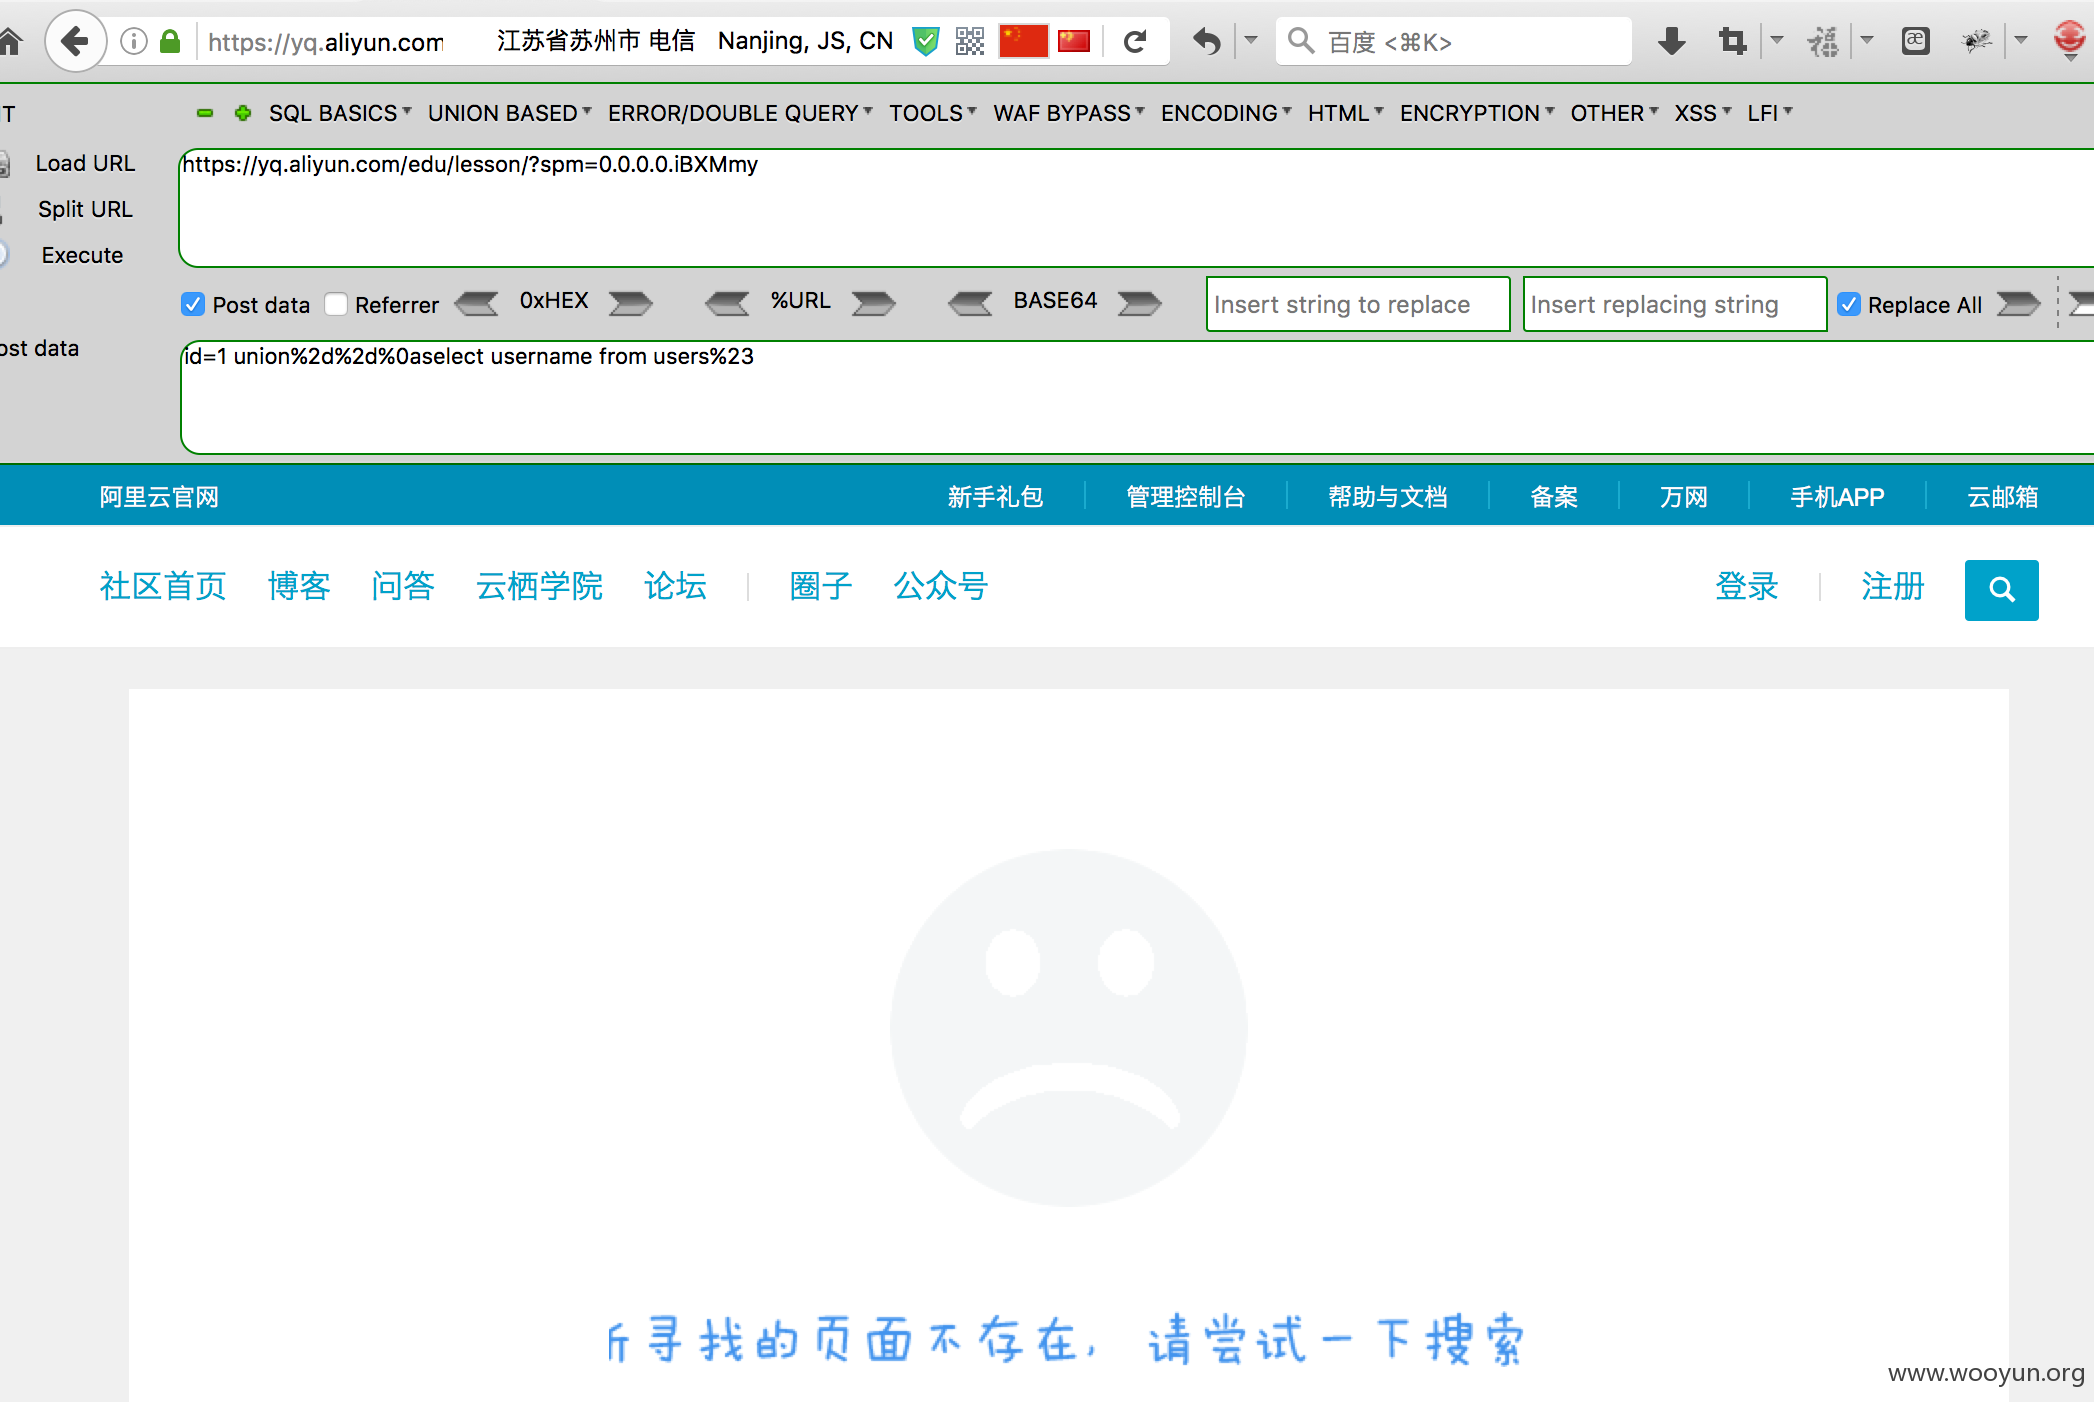 https://yq.aliyun.com 江苏省苏州市 电信 Nanjing, JS, CN 百度 <⌘K>
SQL BASICS UNION BASED ERROR/DOUBLE QUERY TOOLS WAF BYPASS ENCODING HTML ENCRYPTION OTHER XSS LFI
Load URL
https://yq.aliyun.com/edu/lesson/?spm=0.0.0.0.iBXMmy
Split URL
Execute
Post data Referrer 0xHEX %URL BASE64 Insert string to replace Insert replacing string Replace All
ost data
id=1 union%2d%2d%0aselect username from users%23
阿里云官网 新手礼包 管理控制台 帮助与文档 备案 万网 手机APP 云邮箱
社区首页 博客 问答 云栖学院 论坛 圈子 公众号 登录 注册
寻找的页面不存在, 请尝试一下搜索
www.wooyun.org